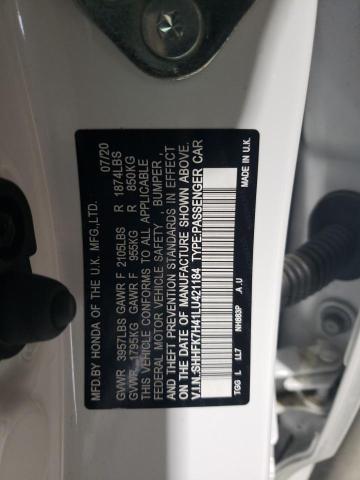 MFD. BY HONDA OF THE U.K. MFG.,LTD. 07/20
GVWR 3957LBS GAWR F 2105LBS R 1874LBS
GVWR 1795KG GAWR F 955KG R 850KG
THIS VEHICLE CONFORMS TO ALL APPLICABLE
FEDERAL MOTOR VEHICLE SAFETY , BUMPER ,
AND THEFT PREVENTION STANDARDS IN EFFECT
ON THE DATE OF MANUFACTURE SHOWN ABOVE.
V.I.N.:SHHFK7H41LU421184 TYPE:PASSENGER CAR
TGG L LL7 NH883P A . U MADE IN U.K.